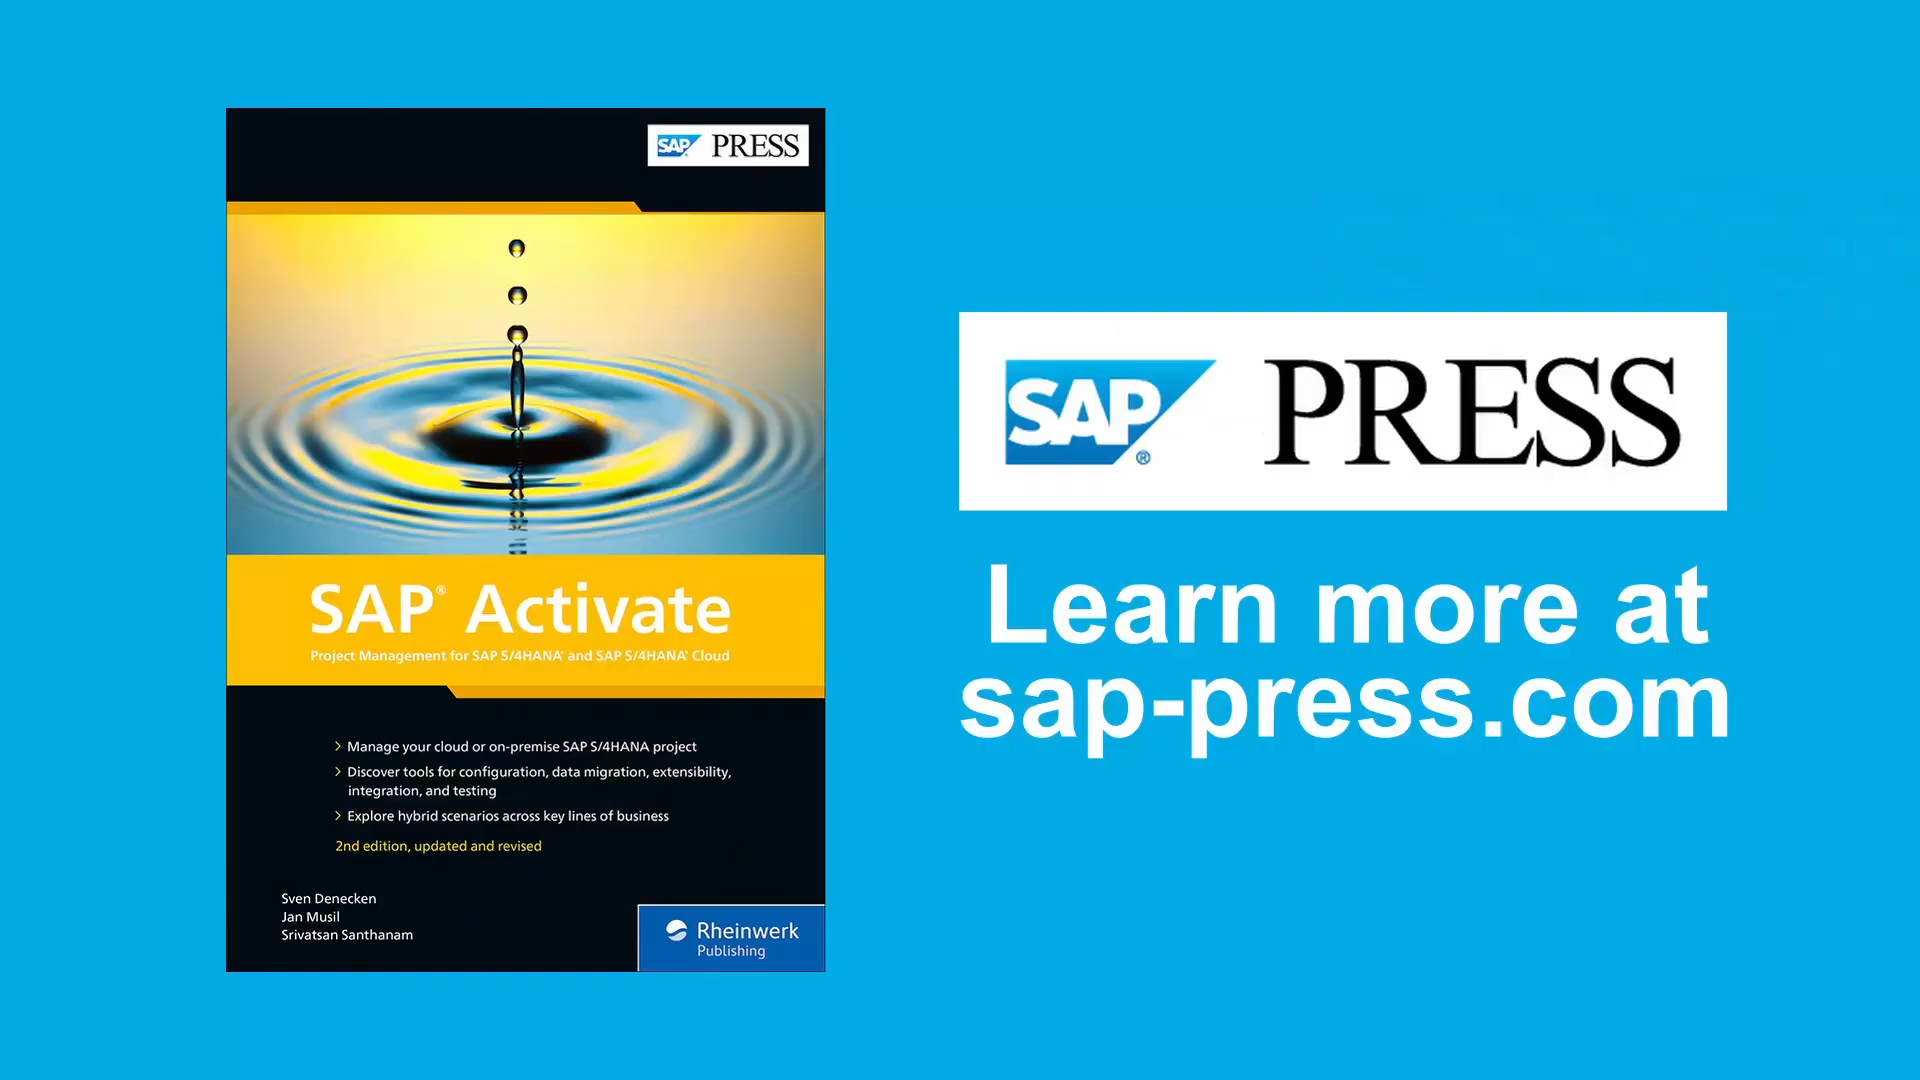 SAP PRESS
SAP® Activate
Project Management for SAP S/4HANA® and SAP S/4HANA® Cloud
> Manage your cloud or on-premise SAP S/4HANA project
> Discover tools for configuration, data migration, extensibility,
integration, and testing
> Explore hybrid scenarios across key lines of business
2nd edition, updated and revised
Sven Denecken
Jan Musil
Srivatsan Santhanam
Rheinwerk
Publishing
SAP® PRESS
Learn more at
sap-press.com